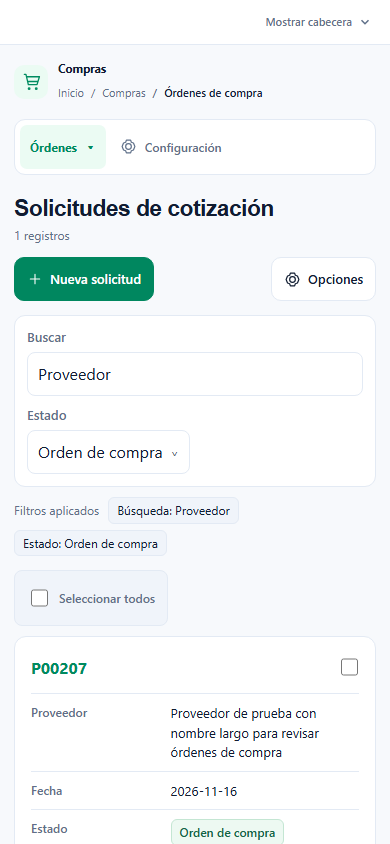 Mostrar cabecera
Compras
Inicio / Compras / Órdenes de compra
Órdenes
Configuración
Solicitudes de cotización
1 registros
+ Nueva solicitud
Opciones
Buscar
Proveedor
Estado
Orden de compra
Filtros aplicados Búsqueda: Proveedor
Estado: Orden de compra
Seleccionar todos
P00207
Proveedor Proveedor de prueba con
nombre largo para revisar
órdenes de compra
Fecha 2026-11-16
Estado Orden de compra